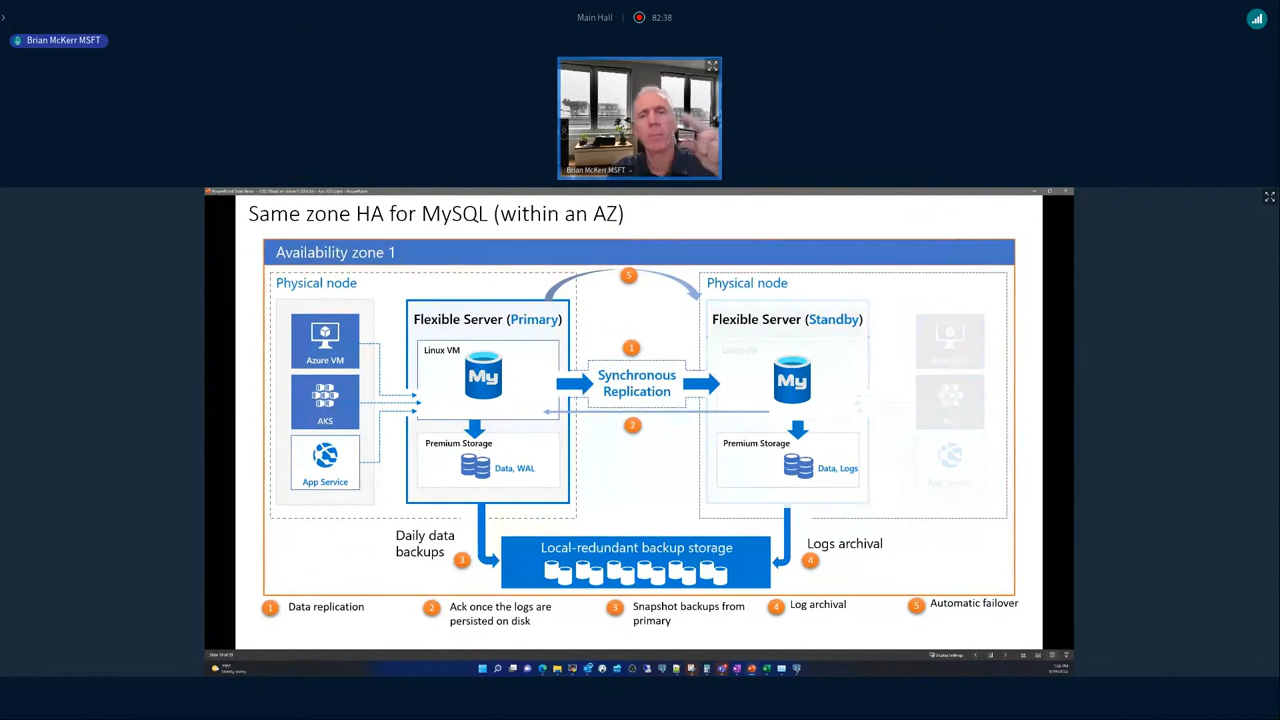 Main Hall
82:38
Brian McKerr MSFT
Brian McKerr MSFT
Same zone HA for MySQL (within an AZ)
Availability zone 1
Physical node
Physical node
5
Flexible Server (Primary)
Flexible Server (Standby)
Linux VM
Azure VM
My
1
Synchronous
Replication
My
AKS
2
Premium Storage
Data, WAL
Premium Storage
Data, Logs
App Service
Daily data
backups
3
Local-redundant backup storage
Logs archival
4
1 Data replication
2 Ack once the logs are
persisted on disk
3 Snapshot backups from
primary
4 Log archival
5 Automatic failover